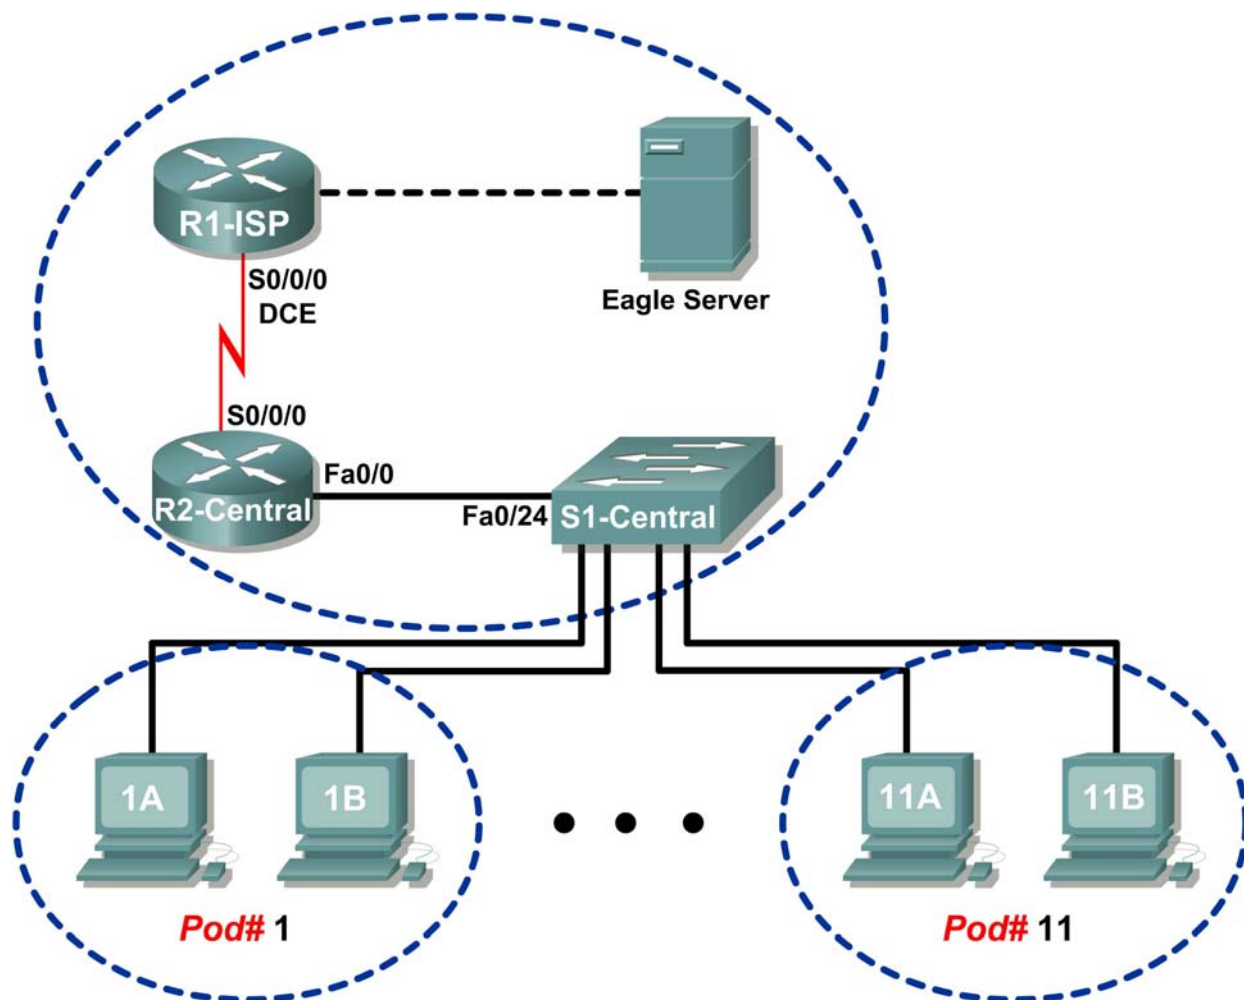 R1-ISP
S0/0/0
DCE
Eagle Server
S0/0/0
R2-Central
Fa0/0
Fa0/24
S1-Central
1A
1B
11A
11B
Pod# 1
Pod# 11